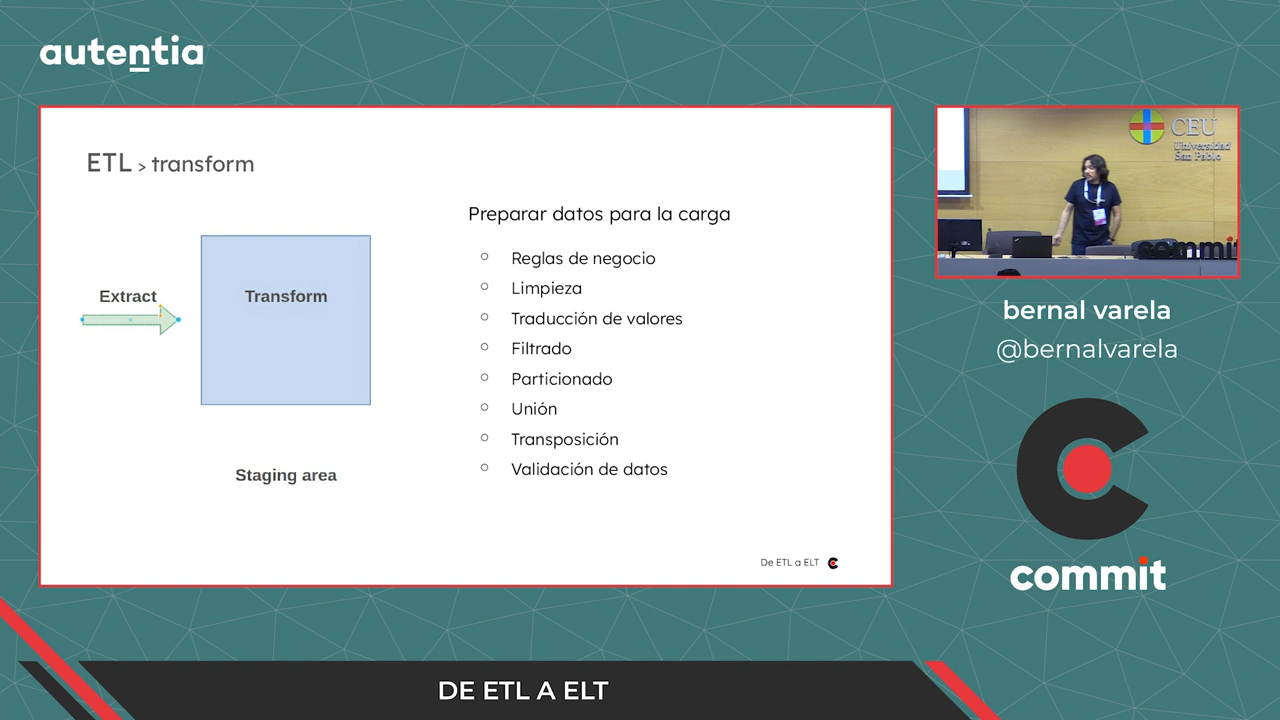 autentia
ETL > transform
Preparar datos para la carga
Extract
Transform
Staging area
Reglas de negocio
Limpieza
Traducción de valores
Filtrado
Particionado
Unión
Transposición
Validación de datos
De ETL a ELT
CEU
Universidad
San Pablo
commit
bernal varela
@bernalvarela
commit
DE ETL A ELT